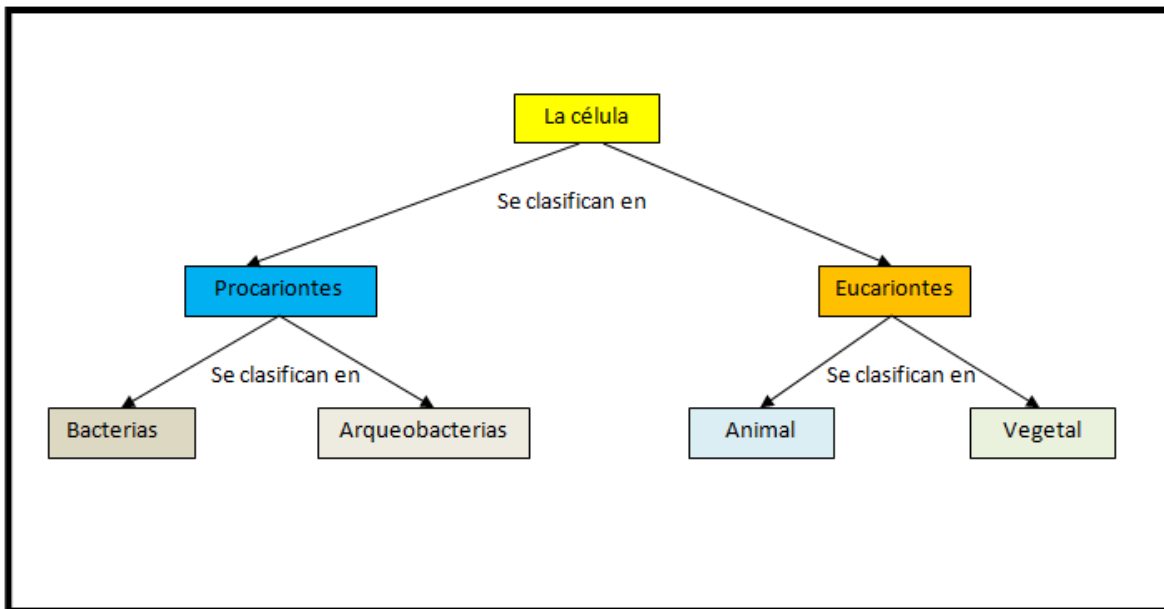 La célula
Se clasifican en
Procariontes
Eucariontes
Se clasifican en
Se clasifican en
Bacterias
Arqueobacterias
Animal
Vegetal